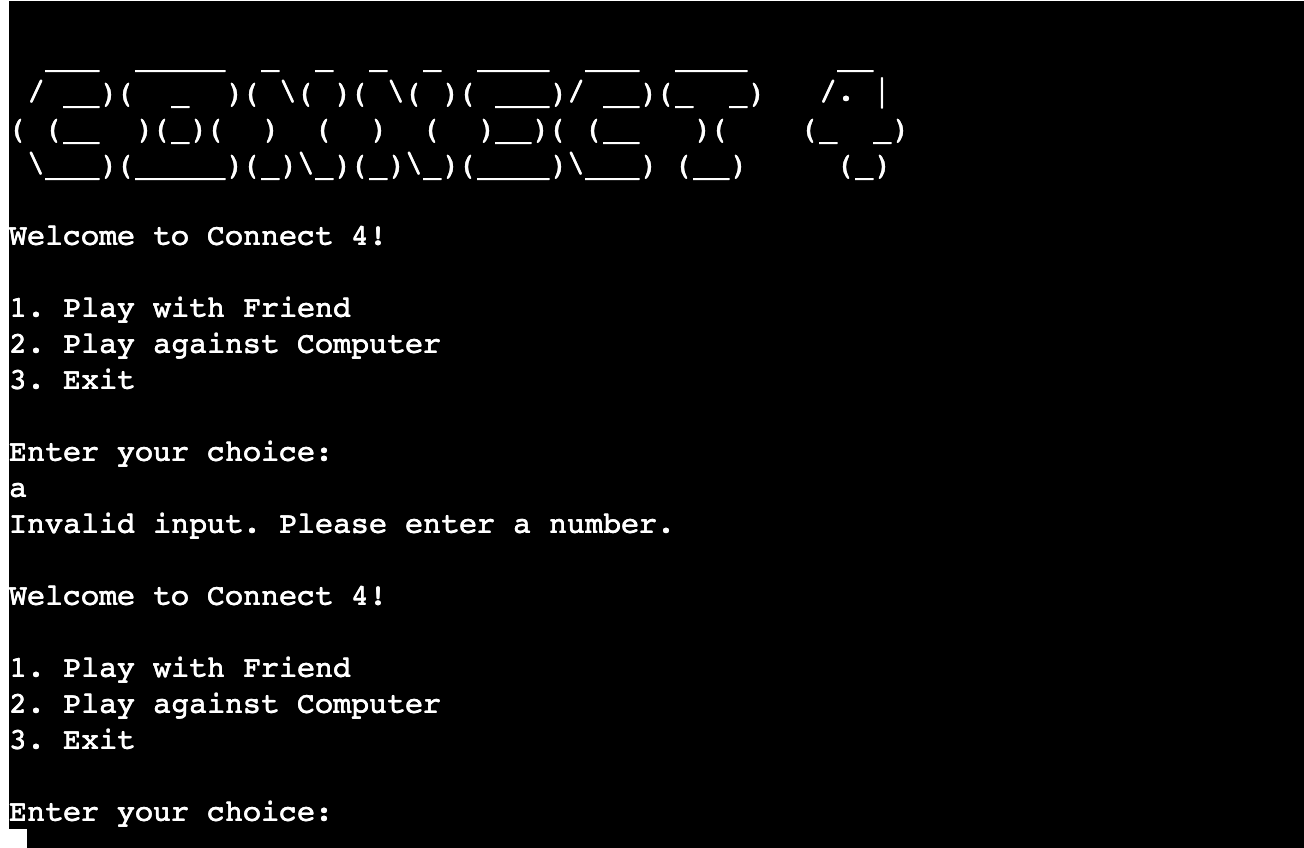 ___  _____  _  _  _  _  ____  ___  ____     __
 / __)(  _  )( \( )( \( )( ___)/ __)(_  _)   /. |
( (__  )(_)(  )  (  )  (  )__)( (__   )(    (_  _)
 \___)(_____)(_)\_)(_)\_)(____)\___) (__)     (_)
Welcome to Connect 4!
1. Play with Friend
2. Play against Computer
3. Exit
Enter your choice:
a
Invalid input. Please enter a number.
Welcome to Connect 4!
1. Play with Friend
2. Play against Computer
3. Exit
Enter your choice: